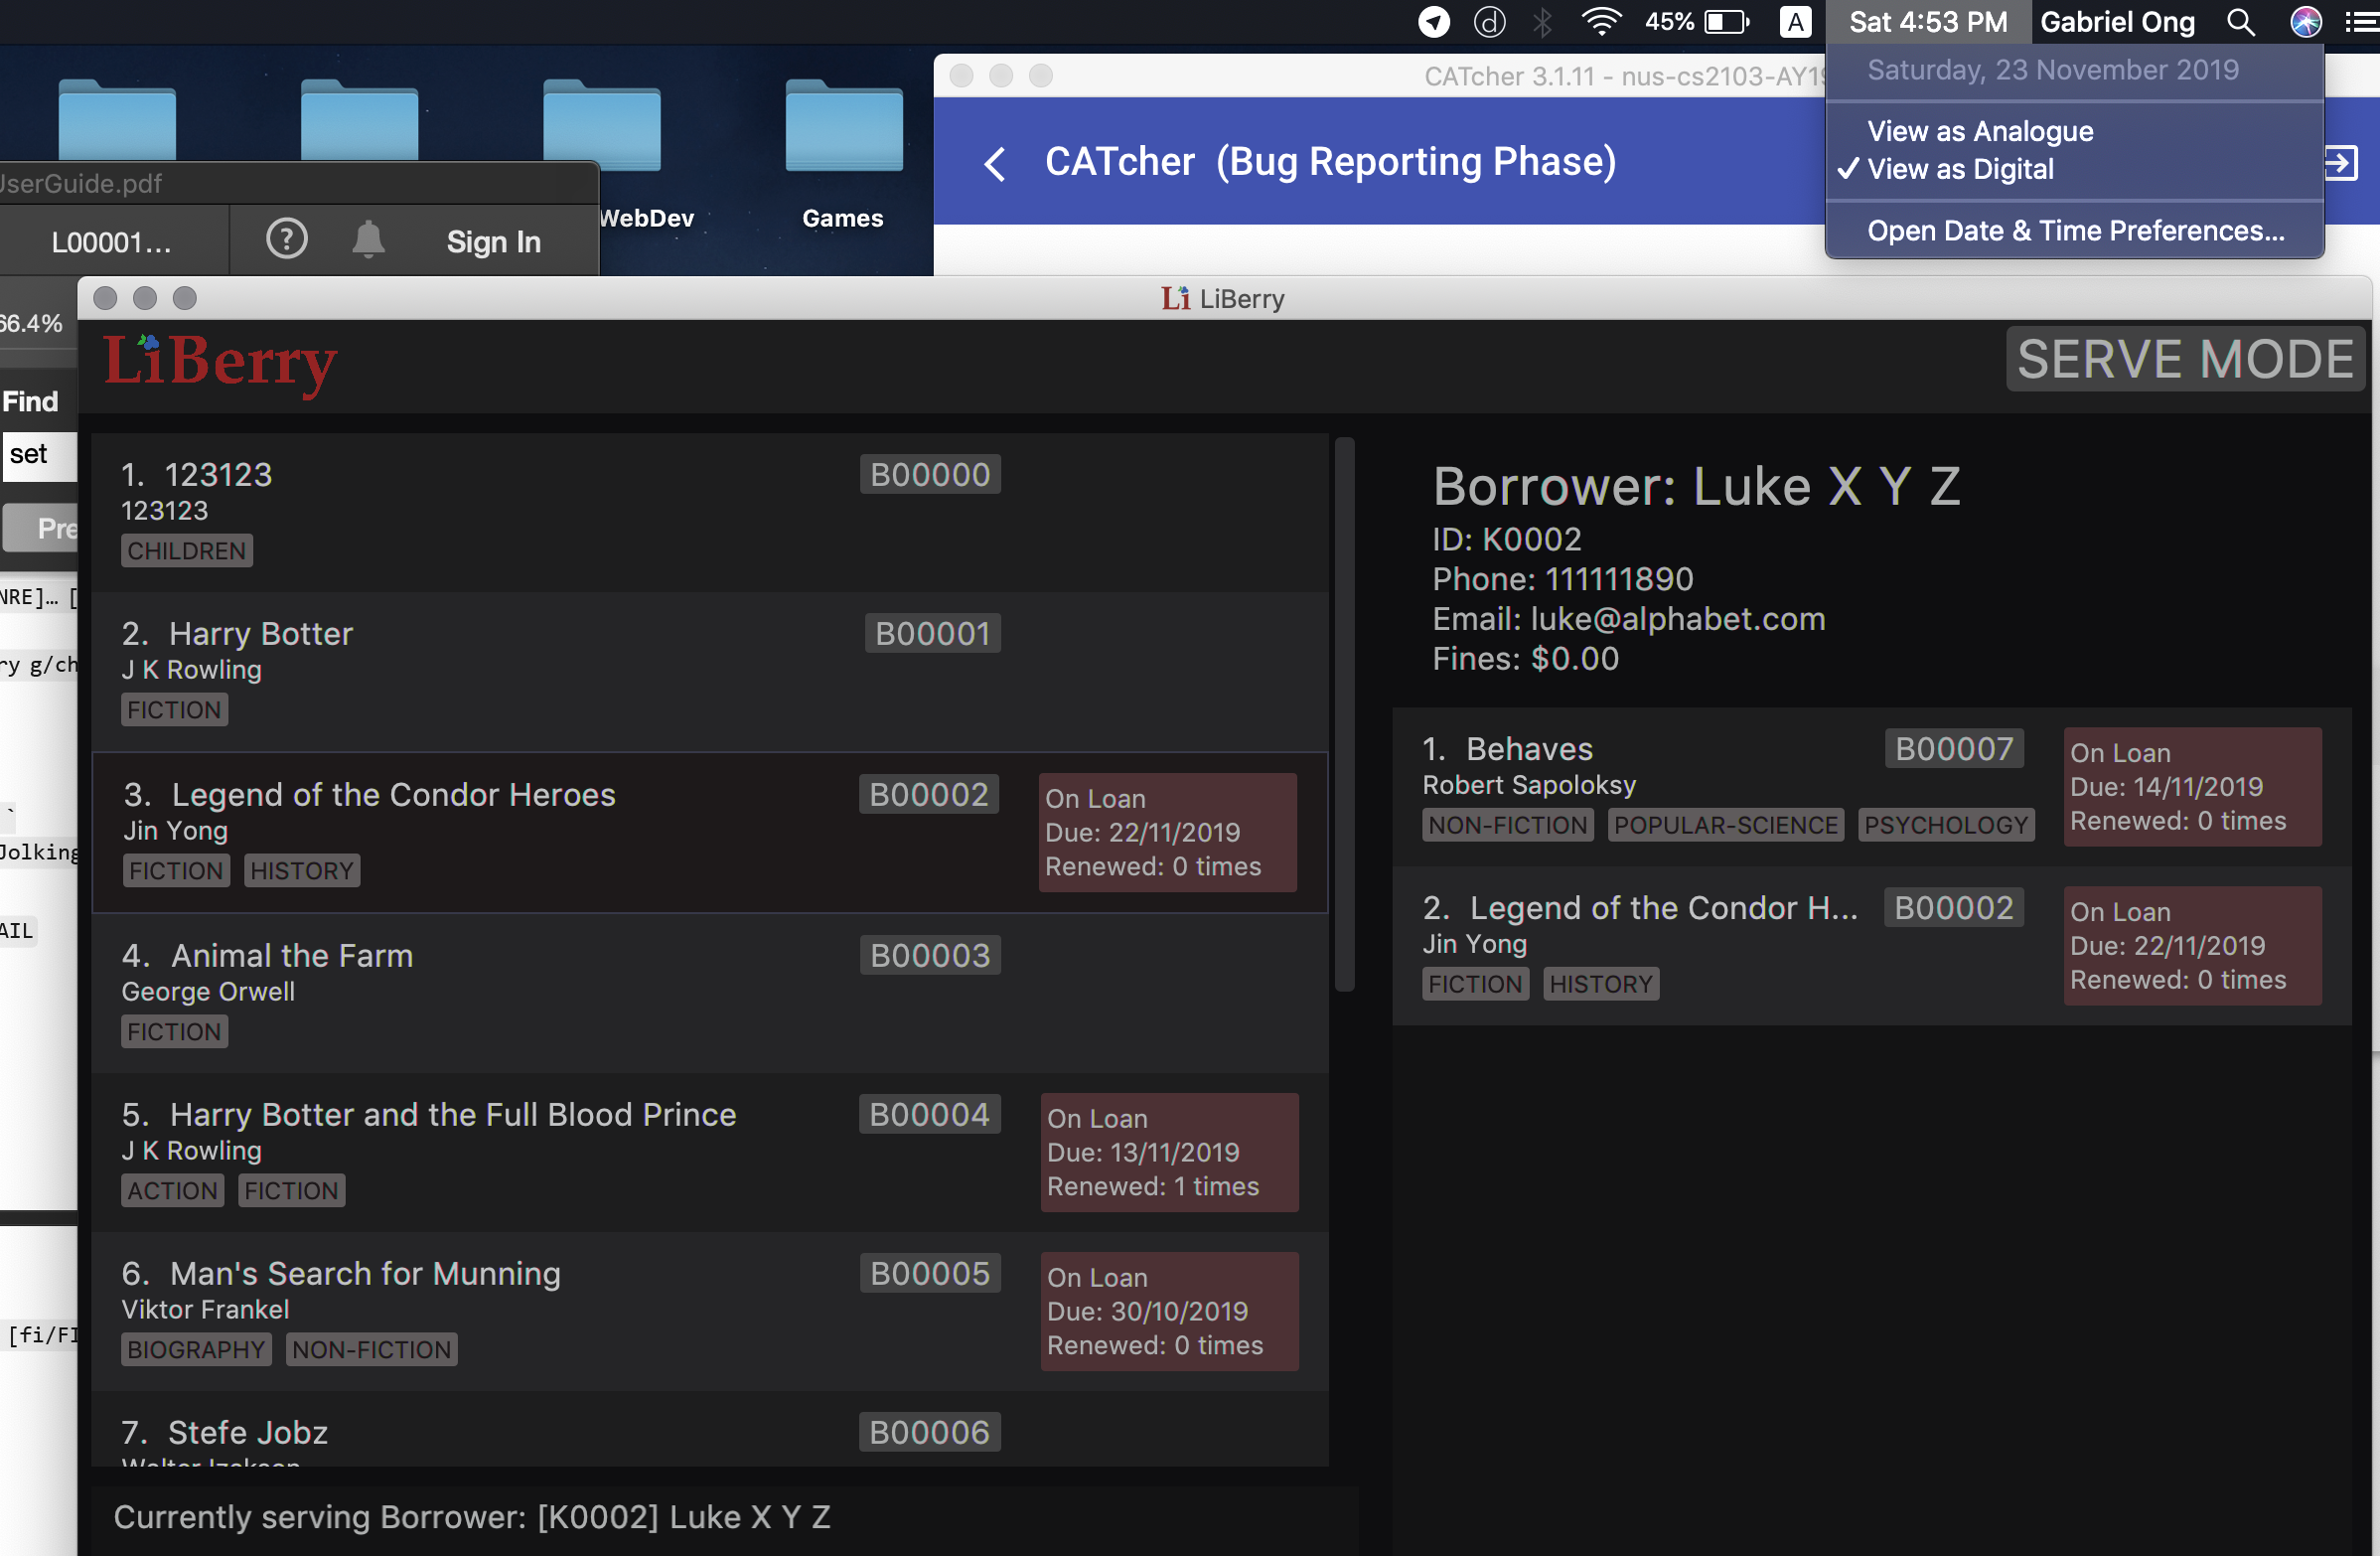 45%
A
Sat 4:53 PM
Gabriel Ong
Saturday, 23 November 2019
View as Analogue
✓ View as Digital
Open Date & Time Preferences...
CATcher 3.1.11 - nus-cs2103-AY19
CATcher (Bug Reporting Phase)
WebDev
Games
UserGuide.pdf
L00001...
?
Sign In
66.4%
Find
set
Pre
NRE]… [
ry g/ch
`
Jolking
AIL
[fi/FI
Li LiBerry
LiBerry
SERVE MODE
1. 123123
B00000
123123
CHILDREN
2. Harry Botter
B00001
J K Rowling
FICTION
3. Legend of the Condor Heroes
B00002
Jin Yong
FICTION HISTORY
On Loan
Due: 22/11/2019
Renewed: 0 times
4. Animal the Farm
B00003
George Orwell
FICTION
5. Harry Botter and the Full Blood Prince
B00004
J K Rowling
ACTION FICTION
On Loan
Due: 13/11/2019
Renewed: 1 times
6. Man's Search for Munning
B00005
Viktor Frankel
BIOGRAPHY NON-FICTION
On Loan
Due: 30/10/2019
Renewed: 0 times
7. Stefe Jobz
B00006
Currently serving Borrower: [K0002] Luke X Y Z
Borrower: Luke X Y Z
ID: K0002
Phone: 111111890
Email: luke@alphabet.com
Fines: $0.00
1. Behaves
B00007
Robert Sapoloksy
NON-FICTION POPULAR-SCIENCE PSYCHOLOGY
On Loan
Due: 14/11/2019
Renewed: 0 times
2. Legend of the Condor H...
B00002
Jin Yong
FICTION HISTORY
On Loan
Due: 22/11/2019
Renewed: 0 times